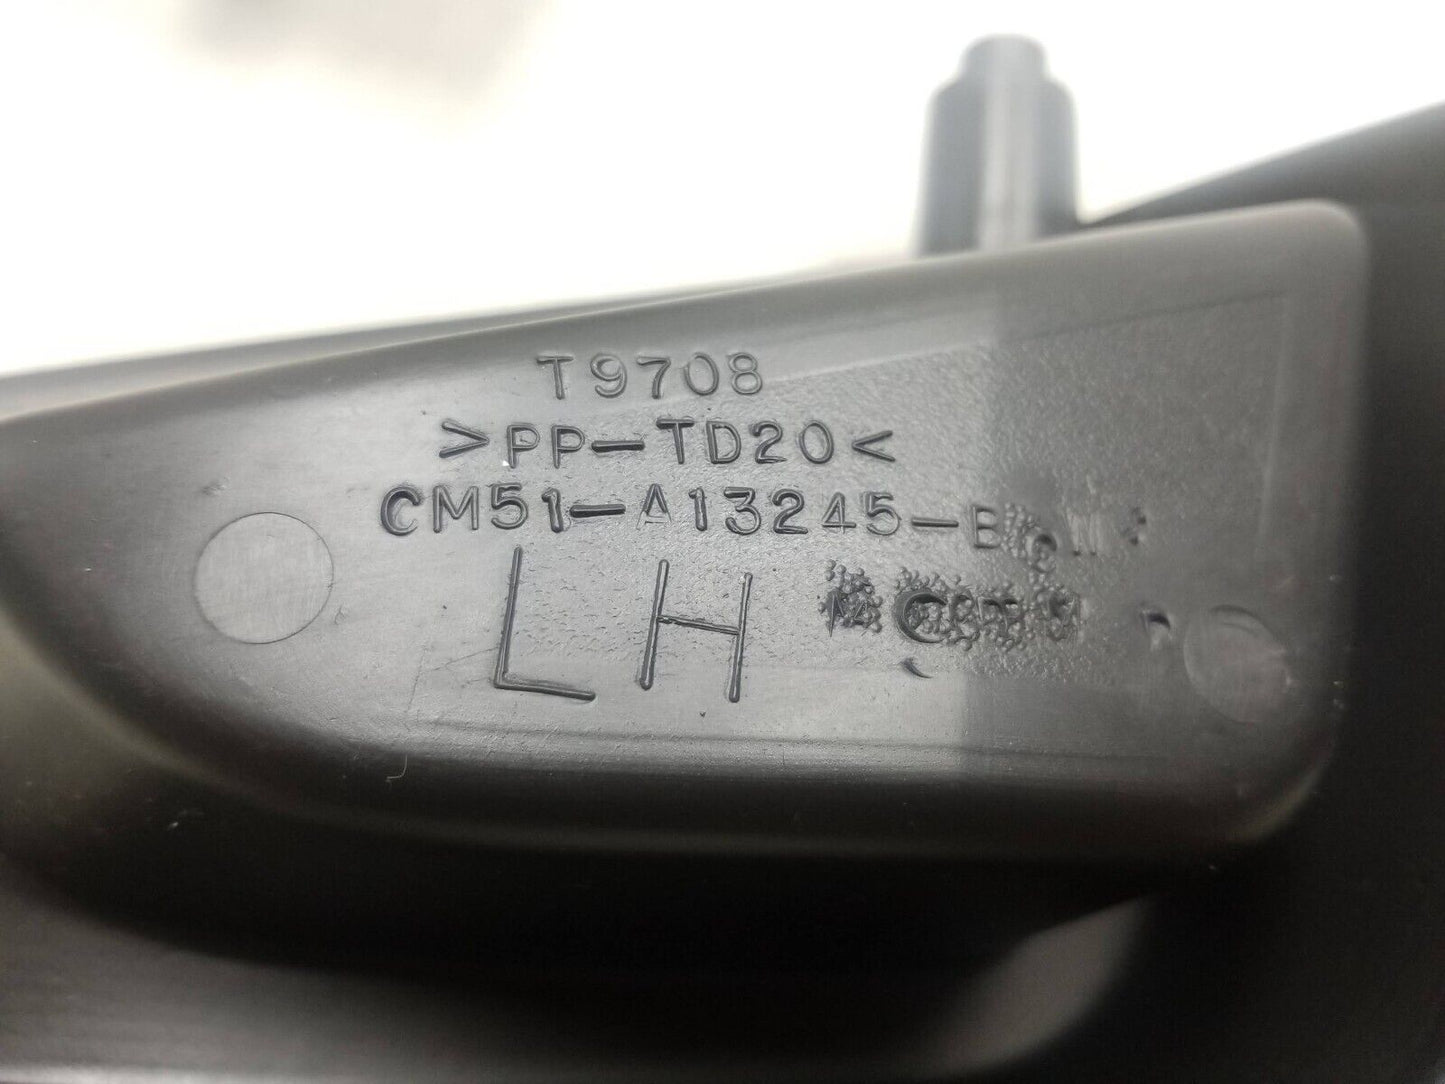 T9708
>PP-TD20<
CM51-A13245-B
LH